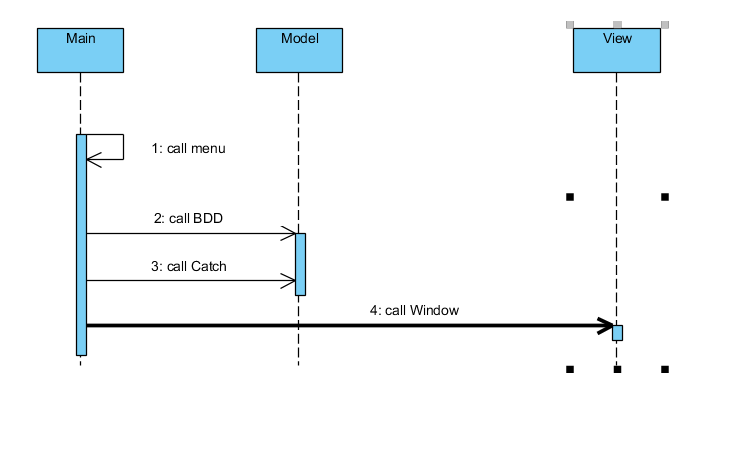 Main
Model
View
1: call menu
2: call BDD
3: call Catch
4: call Window